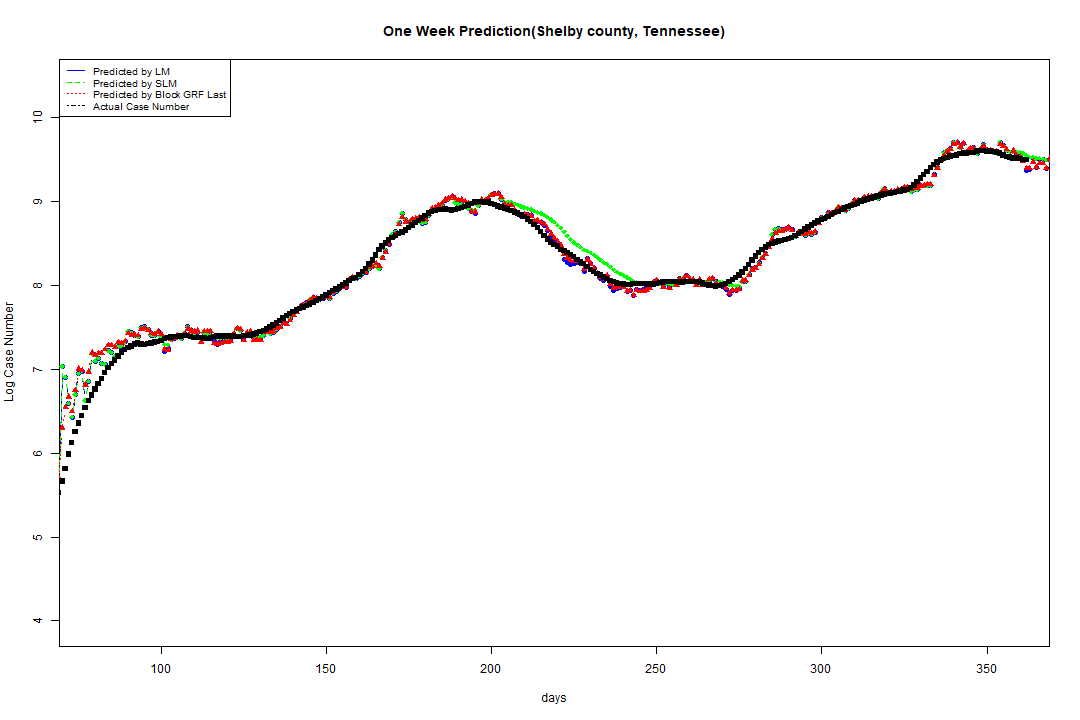 One Week Prediction(Shelby county, Tennessee)
Predicted by LM
Predicted by SLM
Predicted by Block GRF Last
Actual Case Number
10
9
8
7
6
5
4
Log Case Number
100 150 200 250 300 350
days